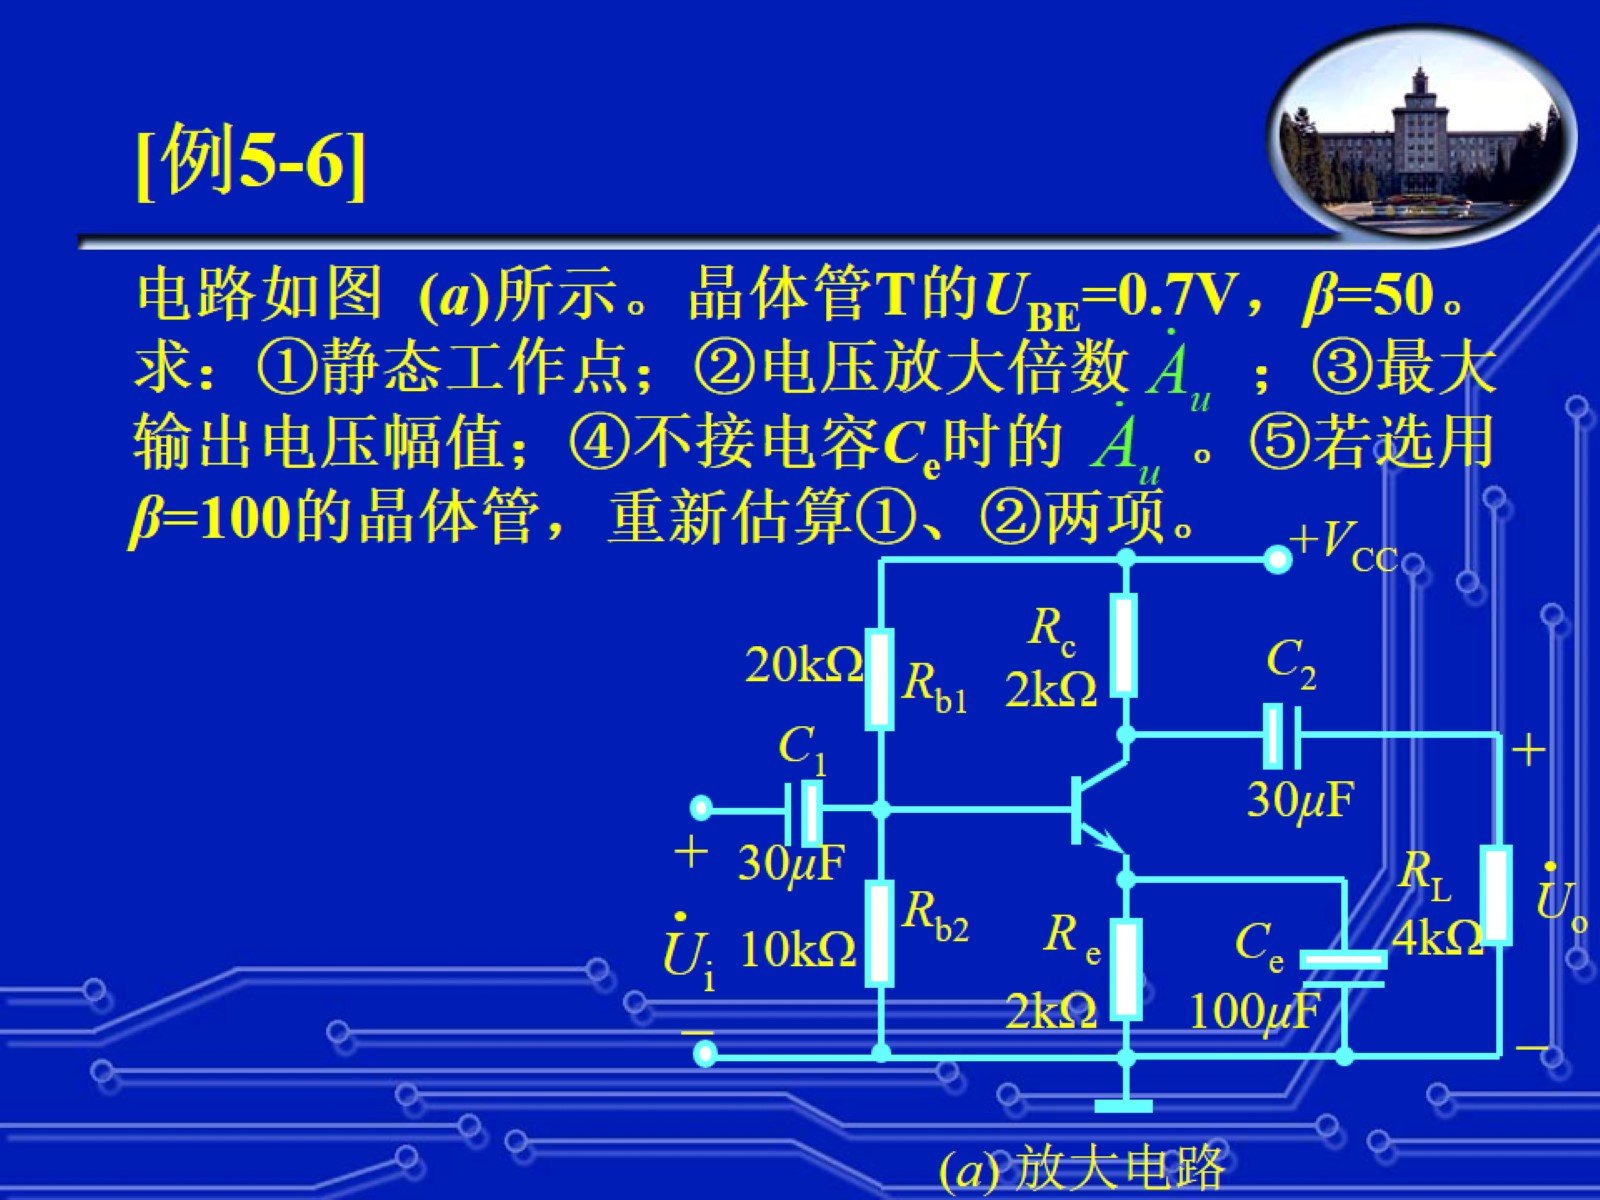 [例5-6]
电路如图 (a)所示。晶体管T的UBE=0.7V，β=50。
求：①静态工作点；②电压放大倍数 Ȧu ；③最大
输出电压幅值；④不接电容Ce时的 Ȧu 。⑤若选用
β=100的晶体管，重新估算①、②两项。
+VCC
Rc
2kΩ
20kΩ
Rb1
C2
30μF
C1
30μF
+
+
Rb2
10kΩ
U̇i
Re
2kΩ
Ce
100μF
RL
4kΩ
U̇o
−
−
(a) 放大电路